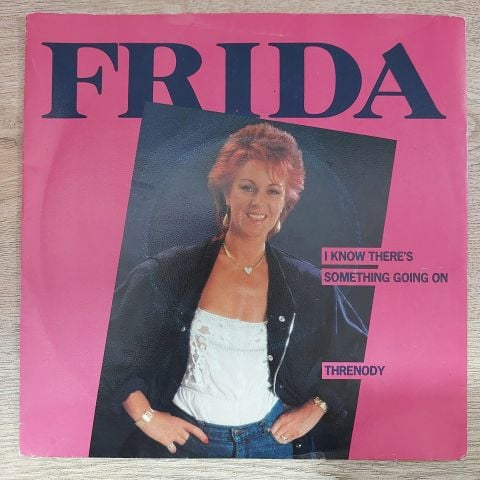 FRIDA
I KNOW THERE'S
SOMETHING GOING ON
THRENODY